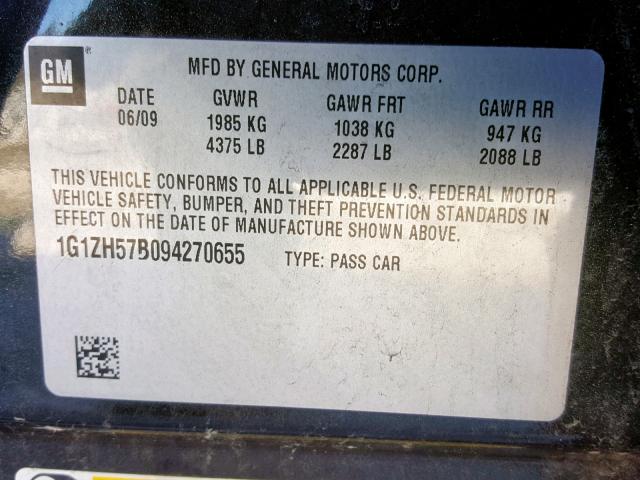 GM
MFD BY GENERAL MOTORS CORP.
DATE GVWR GAWR FRT GAWR RR
06/09 1985 KG 1038 KG 947 KG
4375 LB 2287 LB 2088 LB
THIS VEHICLE CONFORMS TO ALL APPLICABLE U.S. FEDERAL MOTOR
VEHICLE SAFETY, BUMPER, AND THEFT PREVENTION STANDARDS IN
EFFECT ON THE DATE OF MANUFACTURE SHOWN ABOVE.
1G1ZH57B094270655 TYPE: PASS CAR